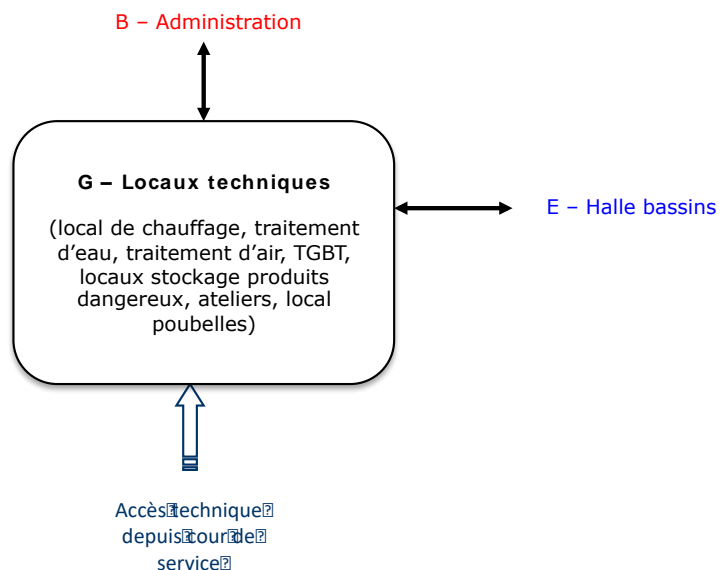 B – Administration
G – Locaux techniques
E – Halle bassins
(local de chauffage, traitement
d’eau, traitement d’air, TGBT,
locaux stockage produits
dangereux, ateliers, local
poubelles)
Accès technique
depuis cour de
service